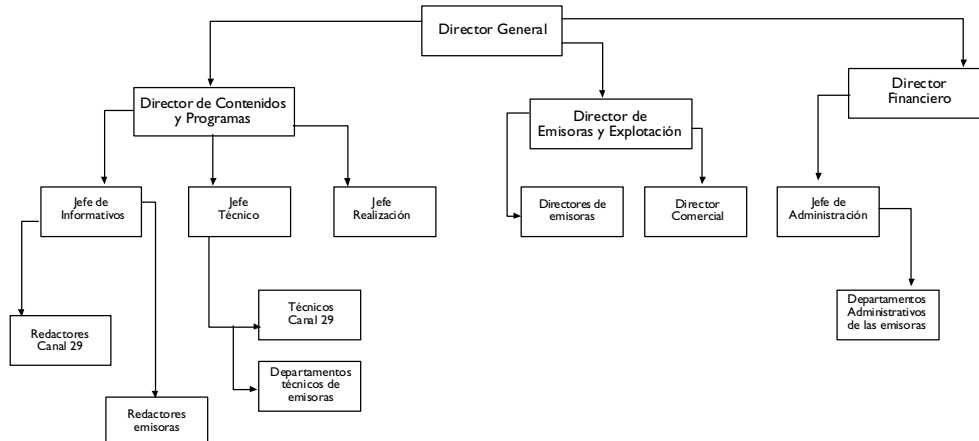 Director General
Director de Contenidos
y Programas
Director de
Emisoras y Explotación
Director
Financiero
Jefe de
Informativos
Jefe
Técnico
Jefe
Realización
Directores de
emisoras
Director
Comercial
Jefe de
Administración
Redactores
Canal 29
Técnicos
Canal 29
Departamentos
Administrativos
de las emisoras
Departamentos
técnicos de
emisoras
Redactores
emisoras